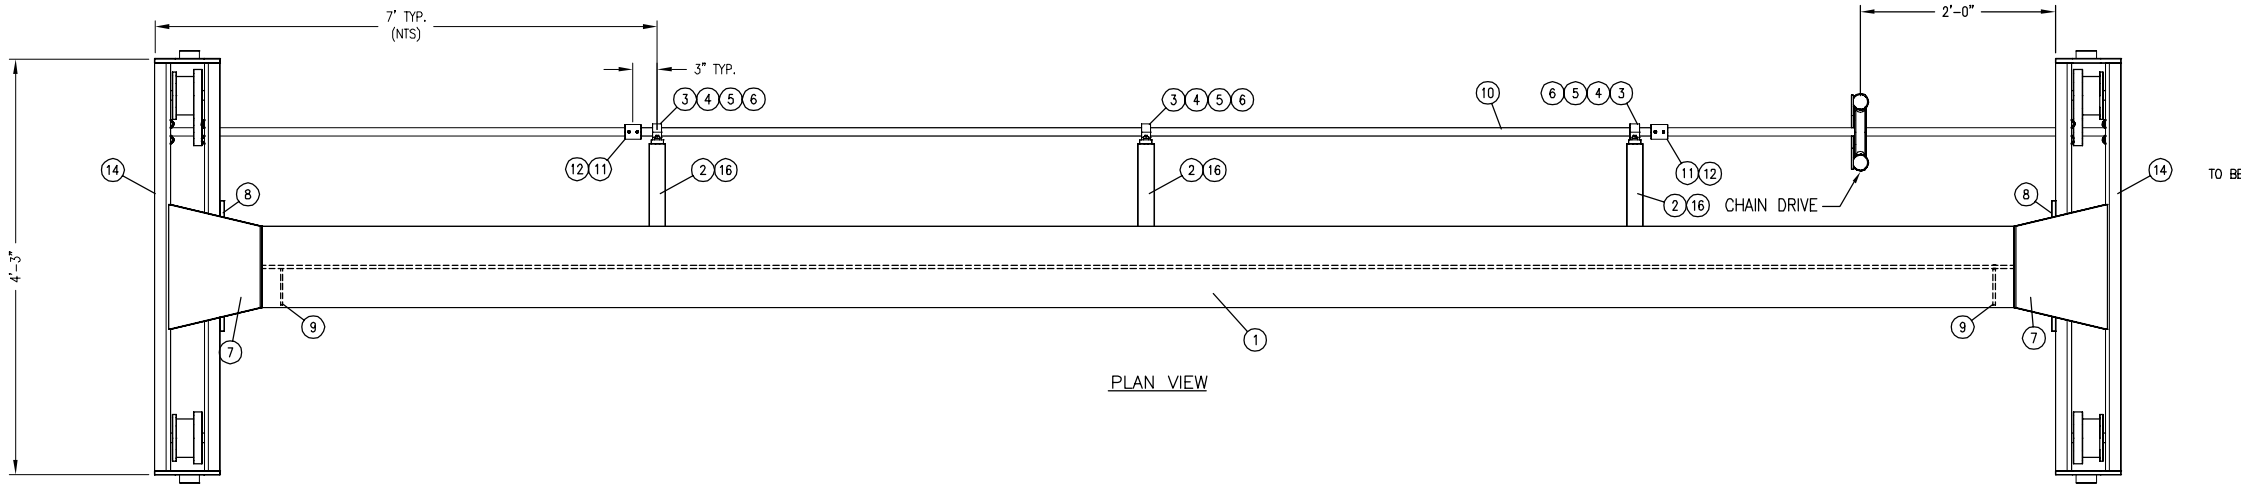 7' TYP.
(NTS)
2'-0"
3" TYP.
3 4 5 6
3 4 5 6
10
6 5 4 3
12 11
2 16
2 16
11 12
14
14
TO BE
8
8
2 16
CHAIN DRIVE
4'-3"
9
9
7
1
7
PLAN VIEW